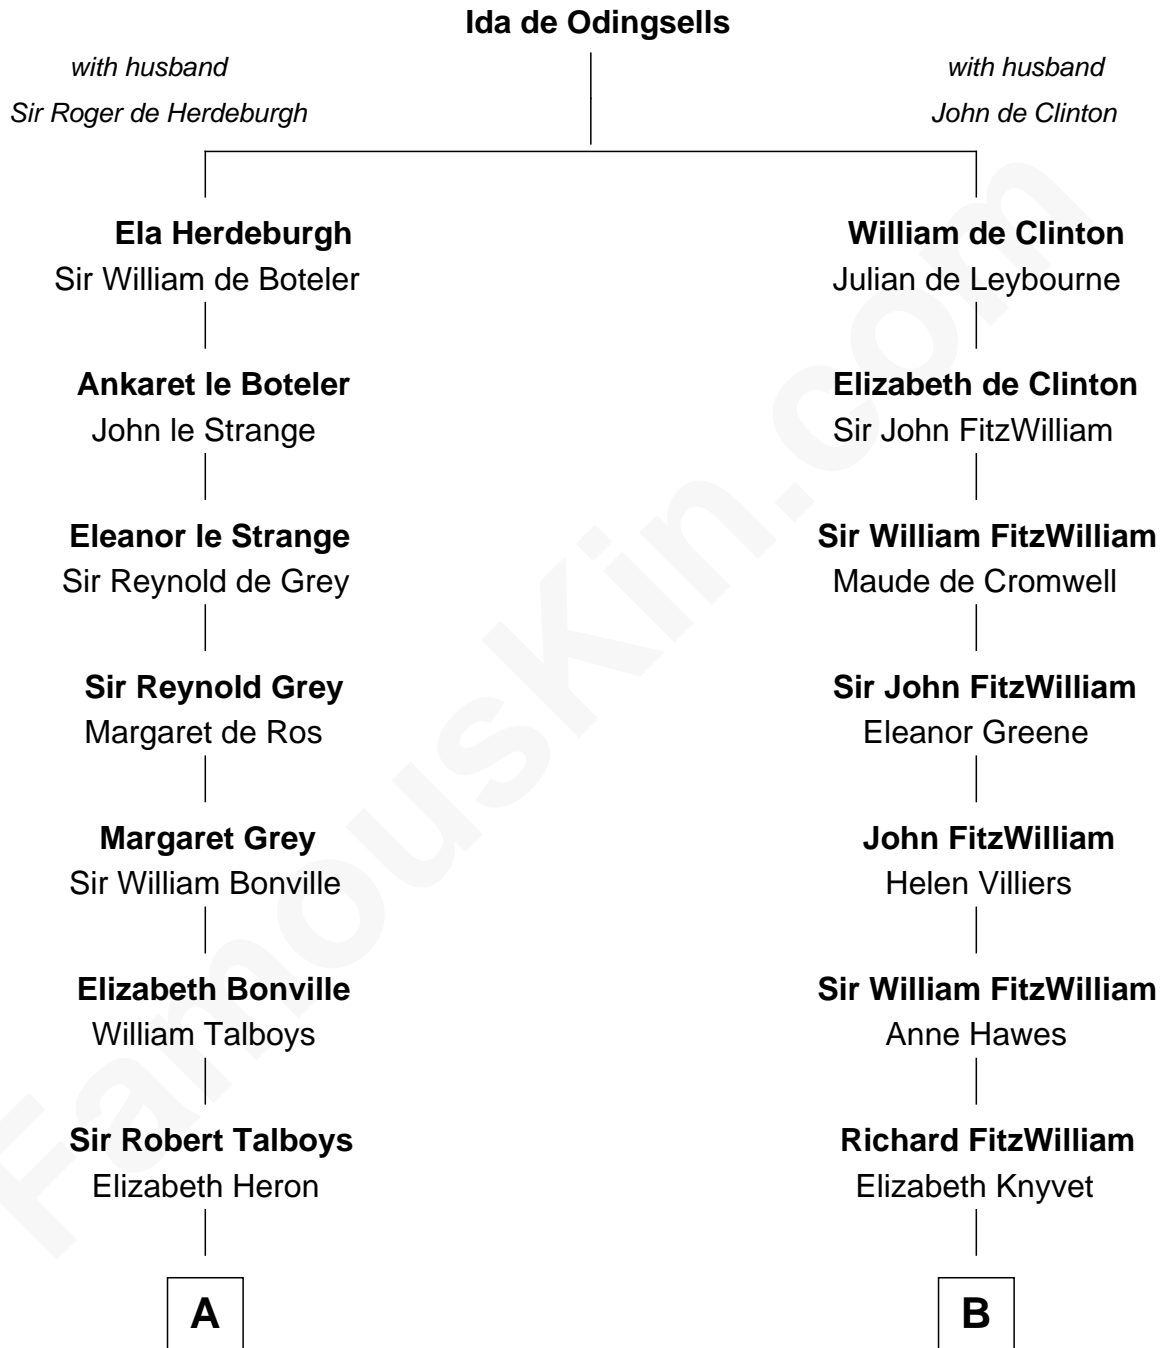 Ida de Odingsells
with husband
Sir Roger de Herdeburgh
with husband
John de Clinton
Ela Herdeburgh
Sir William de Boteler
William de Clinton
Julian de Leybourne
Ankaret le Boteler
John le Strange
Elizabeth de Clinton
Sir John FitzWilliam
Eleanor le Strange
Sir Reynold de Grey
Sir William FitzWilliam
Maude de Cromwell
Sir Reynold Grey
Margaret de Ros
Sir John FitzWilliam
Eleanor Greene
Margaret Grey
Sir William Bonville
John FitzWilliam
Helen Villiers
Elizabeth Bonville
William Talboys
Sir William FitzWilliam
Anne Hawes
Sir Robert Talboys
Elizabeth Heron
Richard FitzWilliam
Elizabeth Knyvet
A
B
FamousKin.com